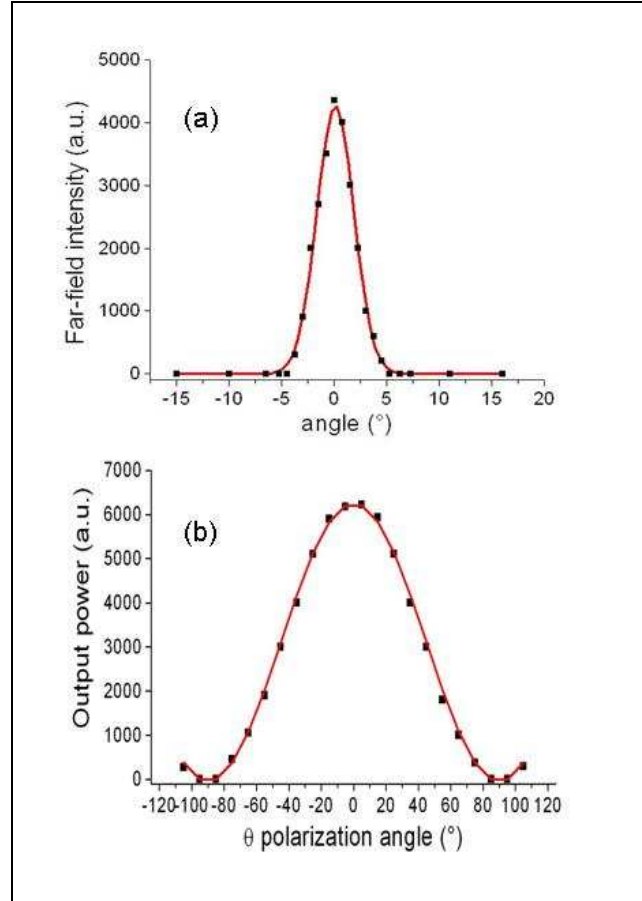 (a)
Far-field intensity (a.u.)
5000
4000
3000
2000
1000
0
-15 -10 -5 0 5 10 15 20
angle (°)
(b)
Output power (a.u.)
7000
6000
5000
4000
3000
2000
1000
0
-120 -100 -80 -60 -40 -20 0 20 40 60 80 100 120
θ polarization angle (°)